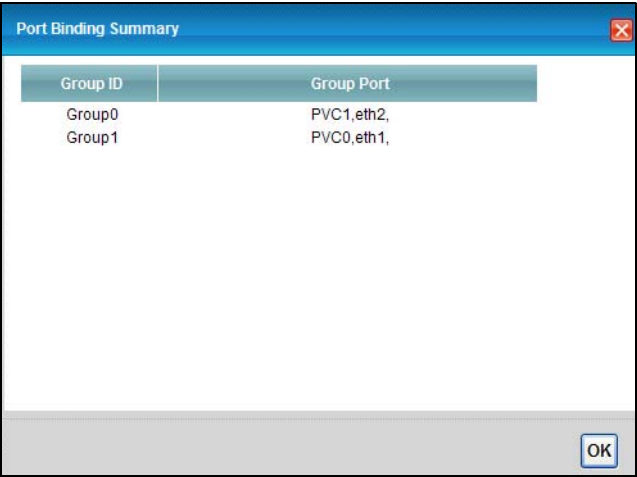 Port Binding Summary
Group ID Group Port
Group0 PVC1,eth2,
Group1 PVC0,eth1,
OK